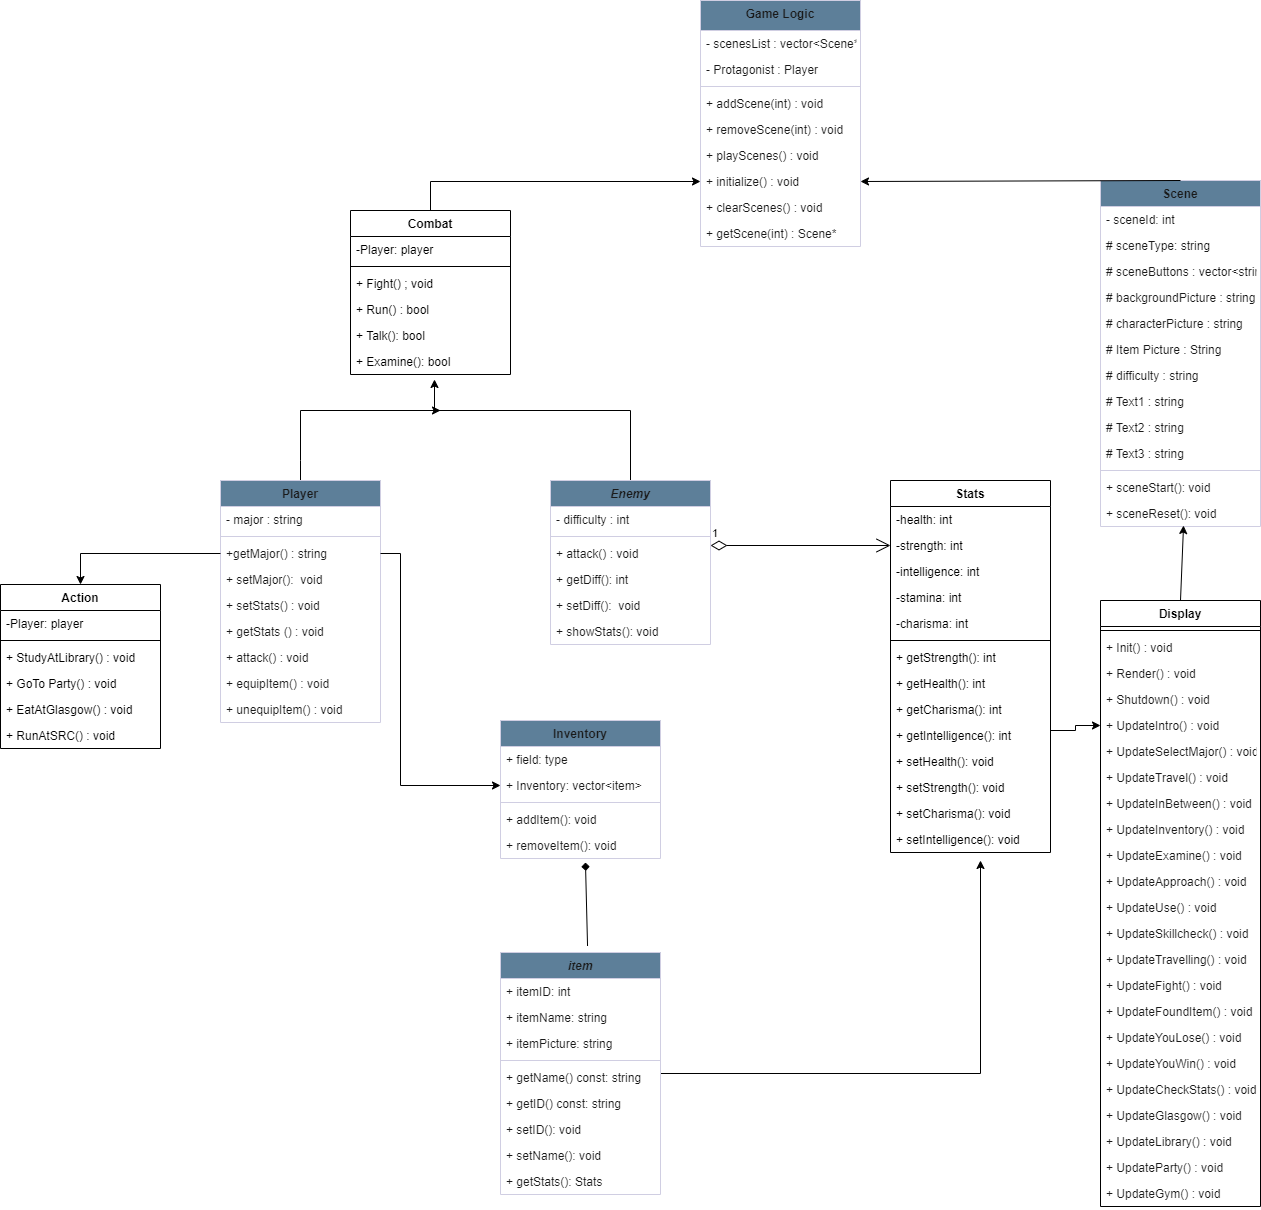 Game Logic
- scenesList : vector<Scene*
- Protagonist : Player
+ addScene(int) : void
+ removeScene(int) : void
+ playScenes() : void
+ initialize() : void
+ clearScenes() : void
+ getScene(int) : Scene*
Combat
-Player: player
+ Fight() ; void
+ Run() : bool
+ Talk(): bool
+ Examine(): bool
Scene
- sceneId: int
# sceneType: string
# sceneButtons : vector<strin
# backgroundPicture : string
# characterPicture : string
# Item Picture : String
# difficulty : string
# Text1 : string
# Text2 : string
# Text3 : string
+ sceneStart(): void
+ sceneReset(): void
Player
- major : string
+getMajor() : string
+ setMajor():  void
+ setStats() : void
+ getStats () : void
+ attack() : void
+ equipItem() : void
+ unequipItem() : void
Enemy
- difficulty : int
+ attack() : void
+ getDiff(): int
+ setDiff():  void
+ showStats(): void
1
Stats
-health: int
-strength: int
-intelligence: int
-stamina: int
-charisma: int
+ getStrength(): int
+ getHealth(): int
+ getCharisma(): int
+ getIntelligence(): int
+ setHealth(): void
+ setStrength(): void
+ setCharisma(): void
+ setIntelligence(): void
Action
-Player: player
+ StudyAtLibrary() : void
+ GoTo Party() : void
+ EatAtGlasgow() : void
+ RunAtSRC() : void
Display
+ Init() : void
+ Render() : void
+ Shutdown() : void
+ UpdateIntro() : void
+ UpdateSelectMajor() : void
+ UpdateTravel() : void
+ UpdateInBetween() : void
+ UpdateInventory() : void
+ UpdateExamine() : void
+ UpdateApproach() : void
+ UpdateUse() : void
+ UpdateSkillcheck() : void
+ UpdateTravelling() : void
+ UpdateFight() : void
+ UpdateFoundItem() : void
+ UpdateYouLose() : void
+ UpdateYouWin() : void
+ UpdateCheckStats() : void
+ UpdateGlasgow() : void
+ UpdateLibrary() : void
+ UpdateParty() : void
+ UpdateGym() : void
Inventory
+ field: type
+ Inventory: vector<item>
+ addItem(): void
+ removeItem(): void
item
+ itemID: int
+ itemName: string
+ itemPicture: string
+ getName() const: string
+ getID() const: string
+ setID(): void
+ setName(): void
+ getStats(): Stats